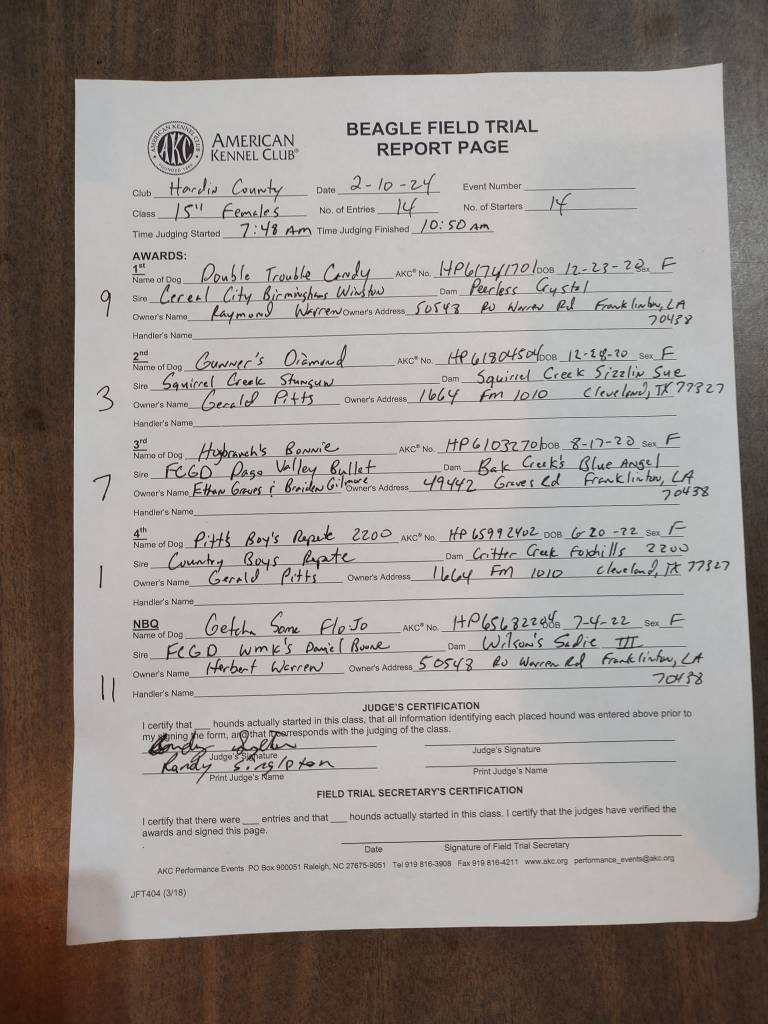 AMERICAN KENNEL CLUB
FOUNDED 1884
AKC
AMERICAN
KENNEL CLUB®
BEAGLE FIELD TRIAL
REPORT PAGE
Club Hardin County Date 2-10-24 Event Number
Class 15" Females No. of Entries 14 No. of Starters 14
Time Judging Started 7:48 AM Time Judging Finished 10:50 AM
AWARDS:
1st
Name of Dog Double Trouble Candy AKC® No. HP61741701 DOB 12-23-20 Sex F
9 Sire Cereal City Birmingham Winston Dam Peerless Crystal
Owner's Name Raymond Warren Owner's Address 50548 RV Warren Rd Franklinton, LA
70438
Handler's Name
2nd
Name of Dog Gunner's Diamond AKC® No. HP61804504 DOB 12-28-20 Sex F
3 Sire Squirrel Creek Stungun Dam Squirrel Creek Sizzlin Sue
Owner's Name Gerald Pitts Owner's Address 1664 FM 1010 Cleveland, TX 77327
Handler's Name
3rd
Name of Dog Bonnie AKC® No. HP61032701 DOB 8-17-20 Sex F
7 Sire FCGD Page Valley Bullet Dam Bak Creek's Blue Angel
Owner's Name Ethan Graves & Braiden Gilmore Owner's Address 49442 Graves Rd Franklinton, LA
70438
Handler's Name
4th
Name of Dog Pitt's Boy's Repete 2200 AKC® No. HP65992402 DOB 6-20-22 Sex F
Sire Country Boys Repete Dam Critter Creek Foxhills 2200
1 Owner's Name Gerald Pitts Owner's Address 1664 FM 1010 Cleveland, TX 77327
Handler's Name
NBQ
Name of Dog Getcha Some Flo-Jo AKC® No. HP65632284 DOB 7-4-22 Sex F
Sire FCGD WMK's Daniel Boone Dam Wilson's Sadie III
Owner's Name Herbert Warren Owner's Address 50548 RV Warren Rd Franklinton, LA
70438
11 Handler's Name
JUDGE'S CERTIFICATION
I certify that ___ hounds actually started in this class, that all information identifying each placed hound was entered above prior to
my signing the form, and that it corresponds with the judging of the class.
Judge's Signature Judge's Signature
Randy Singleton
Print Judge's Name Print Judge's Name
FIELD TRIAL SECRETARY'S CERTIFICATION
I certify that there were ___ entries and that ___ hounds actually started in this class. I certify that the judges have verified the
awards and signed this page.
Date Signature of Field Trial Secretary
AKC Performance Events PO Box 900051 Raleigh, NC 27675-9051 Tel 919 816-3908 Fax 919 816-4211 www.akc.org performance_events@akc.org
JFT404 (3/18)